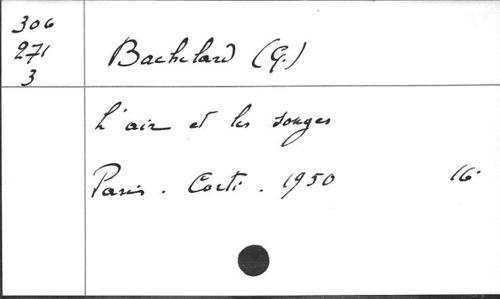 306
271
3
Bachelard (G.)
L'air et les songes
Paris. Corti. 1950 16°